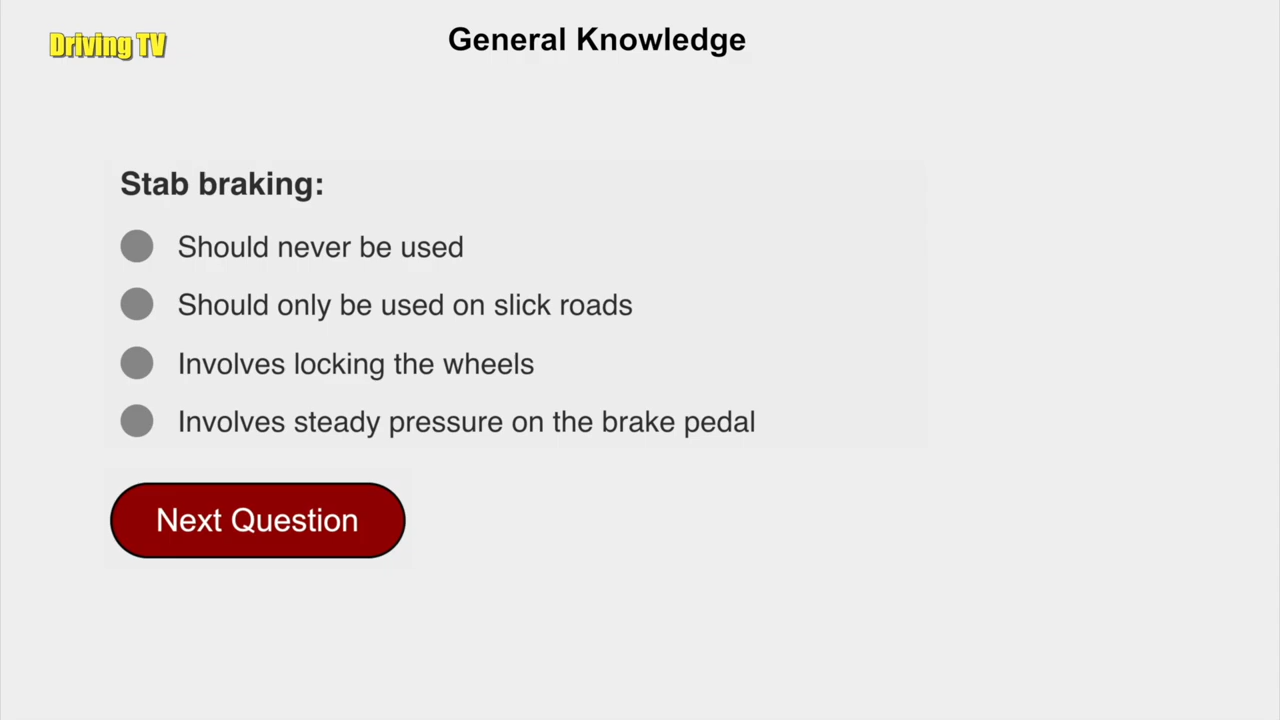 Driving TV
General Knowledge
Stab braking:
Should never be used
Should only be used on slick roads
Involves locking the wheels
Involves steady pressure on the brake pedal
Next Question